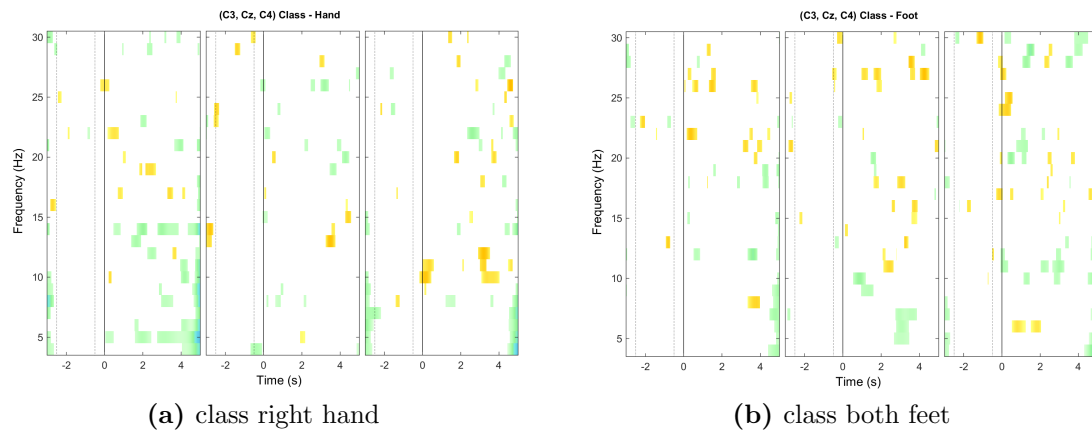 (C3, Cz, C4) Class - Hand
30
25
20
15
10
5
Frequency (Hz)
-2 0 2 4 -2 0 2 4 -2 0 2 4
Time (s)
(a) class right hand
(C3, Cz, C4) Class - Foot
30
25
20
15
10
5
Frequency (Hz)
-2 0 2 4 -2 0 2 4 -2 0 2 4
Time (s)
(b) class both feet